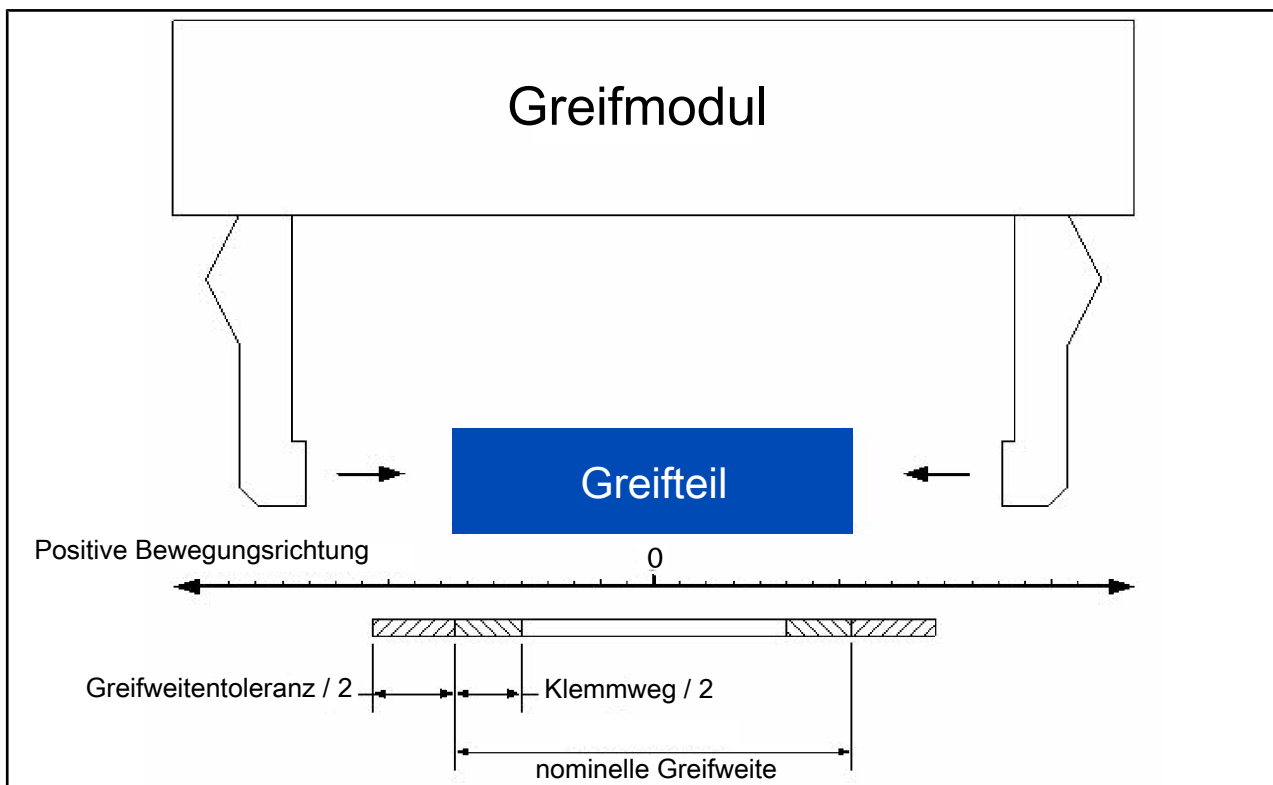 Greifmodul
Greifteil
Positive Bewegungsrichtung
0
Greifweitentoleranz / 2
Klemmweg / 2
nominelle Greifweite